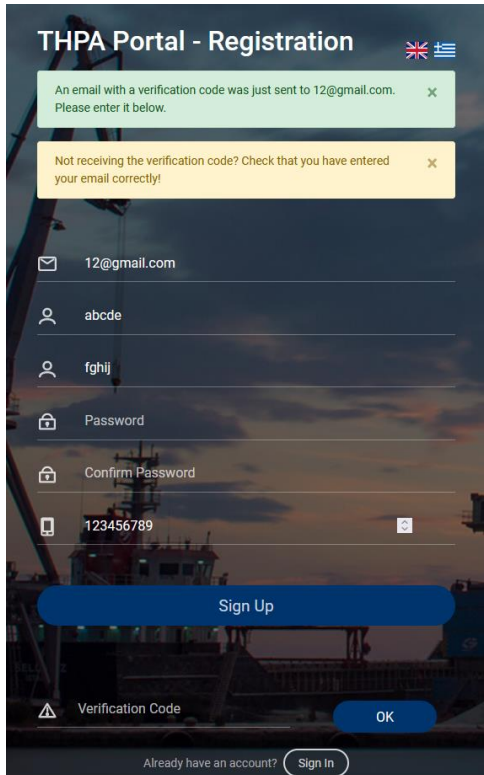 THPA Portal - Registration
An email with a verification code was just sent to 12@gmail.com.
Please enter it below.
×
Not receiving the verification code? Check that you have entered
your email correctly!
×
12@gmail.com
abcde
fghij
Password
Confirm Password
123456789
Sign Up
Verification Code
OK
Already have an account? Sign In